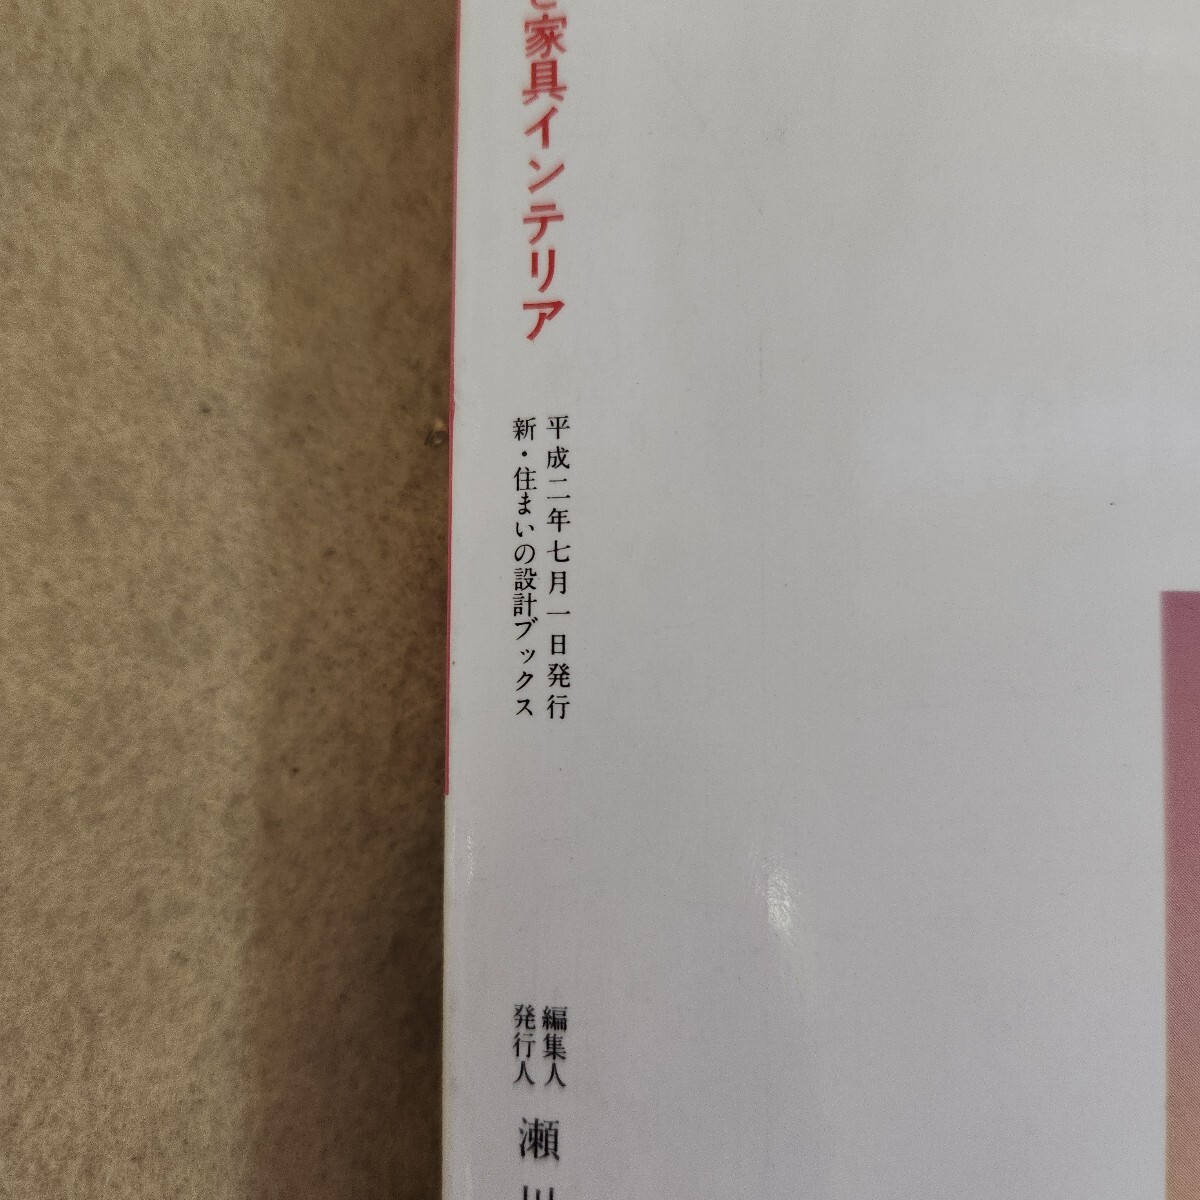 家具インテリア
平成二年七月一日発行
新・住まいの設計ブックス
編集人
発行人
瀬